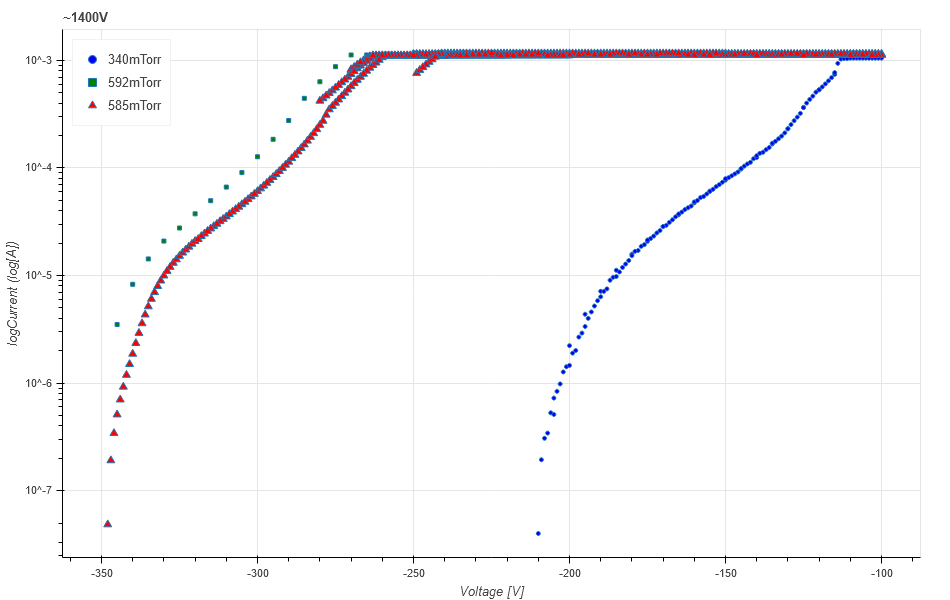 ~1400V
340mTorr
592mTorr
585mTorr
10^-3
10^-4
10^-5
10^-6
10^-7
logCurrent (log[A])
-350
-300
-250
-200
-150
-100
Voltage [V]